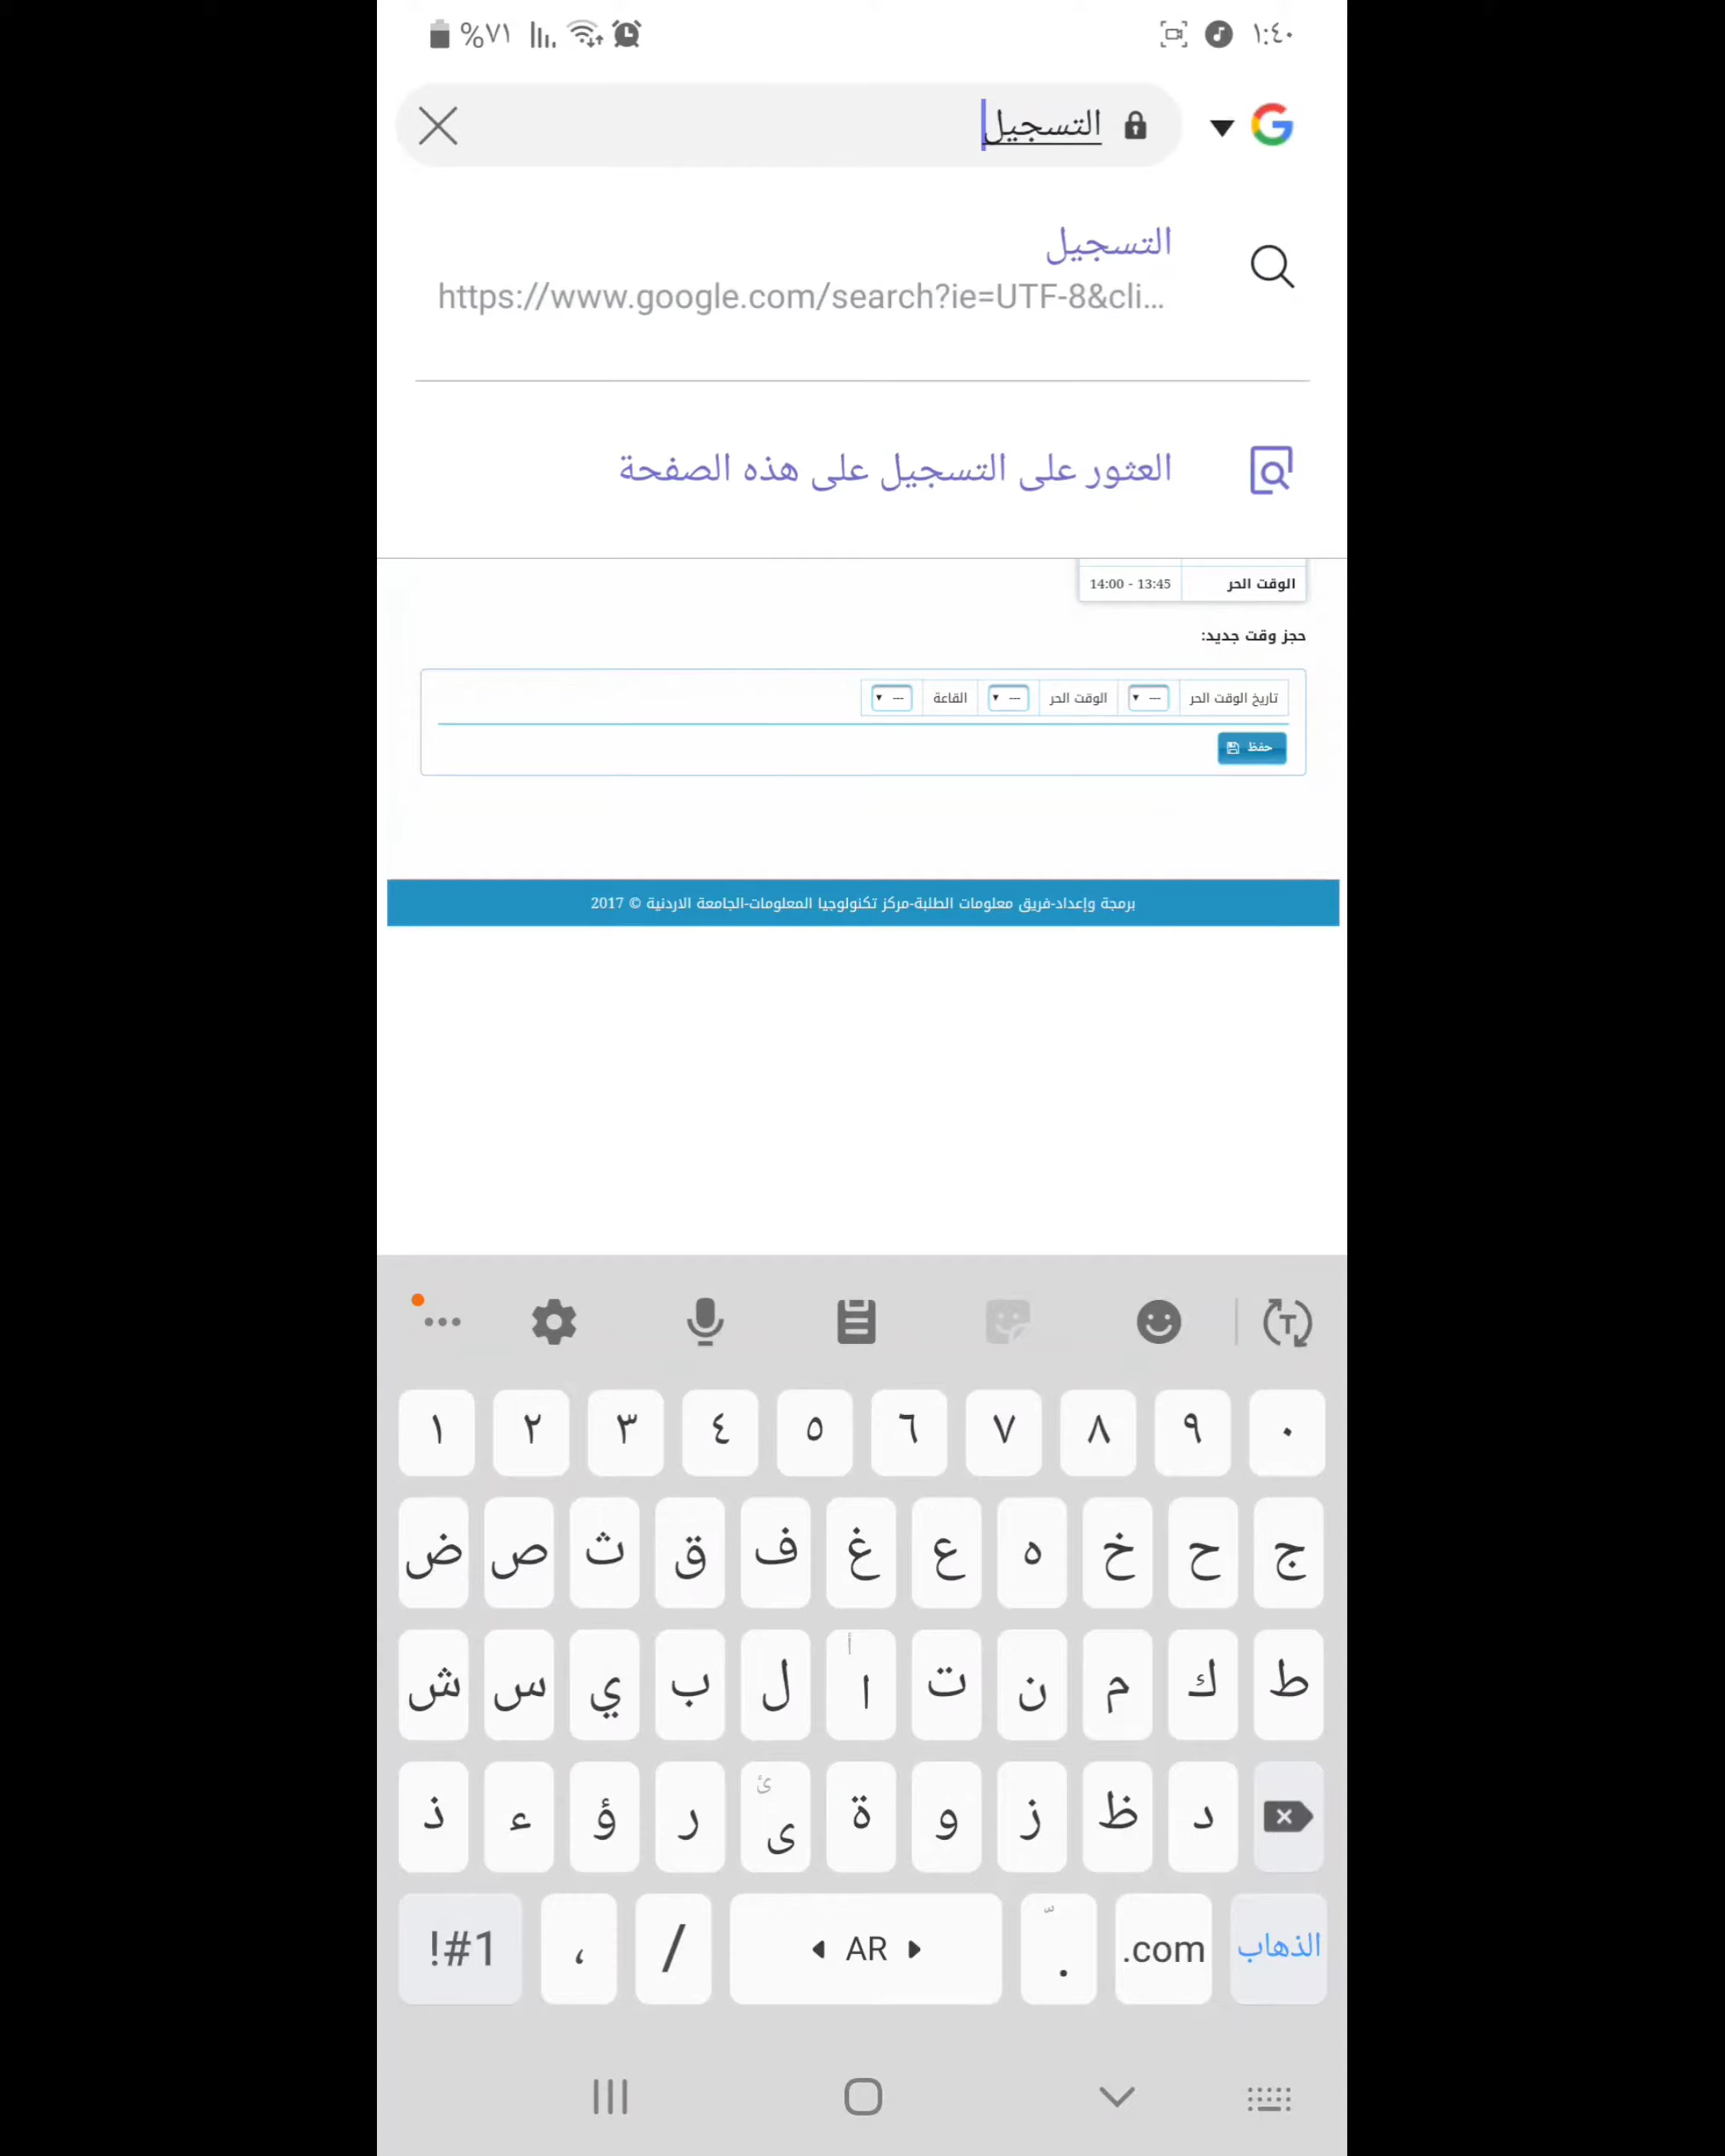 ١:٤٠ %٧١
التسجيل
التسجيل
https://www.google.com/search?ie=UTF-8&cli...
العثور على التسجيل على هذه الصفحة
الوقت الحر 13:45 - 14:00
حجز وقت جديد:
تاريخ الوقت الحر --- الوقت الحر --- القاعة ---
حفظ
برمجة وإعداد-فريق معلومات الطلبة-مركز تكنولوجيا المعلومات-الجامعة الاردنية © 2017
١ ٢ ٣ ٤ ٥ ٦ ٧ ٨ ٩ ٠
ض ص ث ق ف غ ع ه خ ح ج
ش س ي ب ل ا أ ت ن م ك ط
ذ ء ؤ ر ى ئ ة و ز ظ د
!#1 ، / AR . .com الذهاب